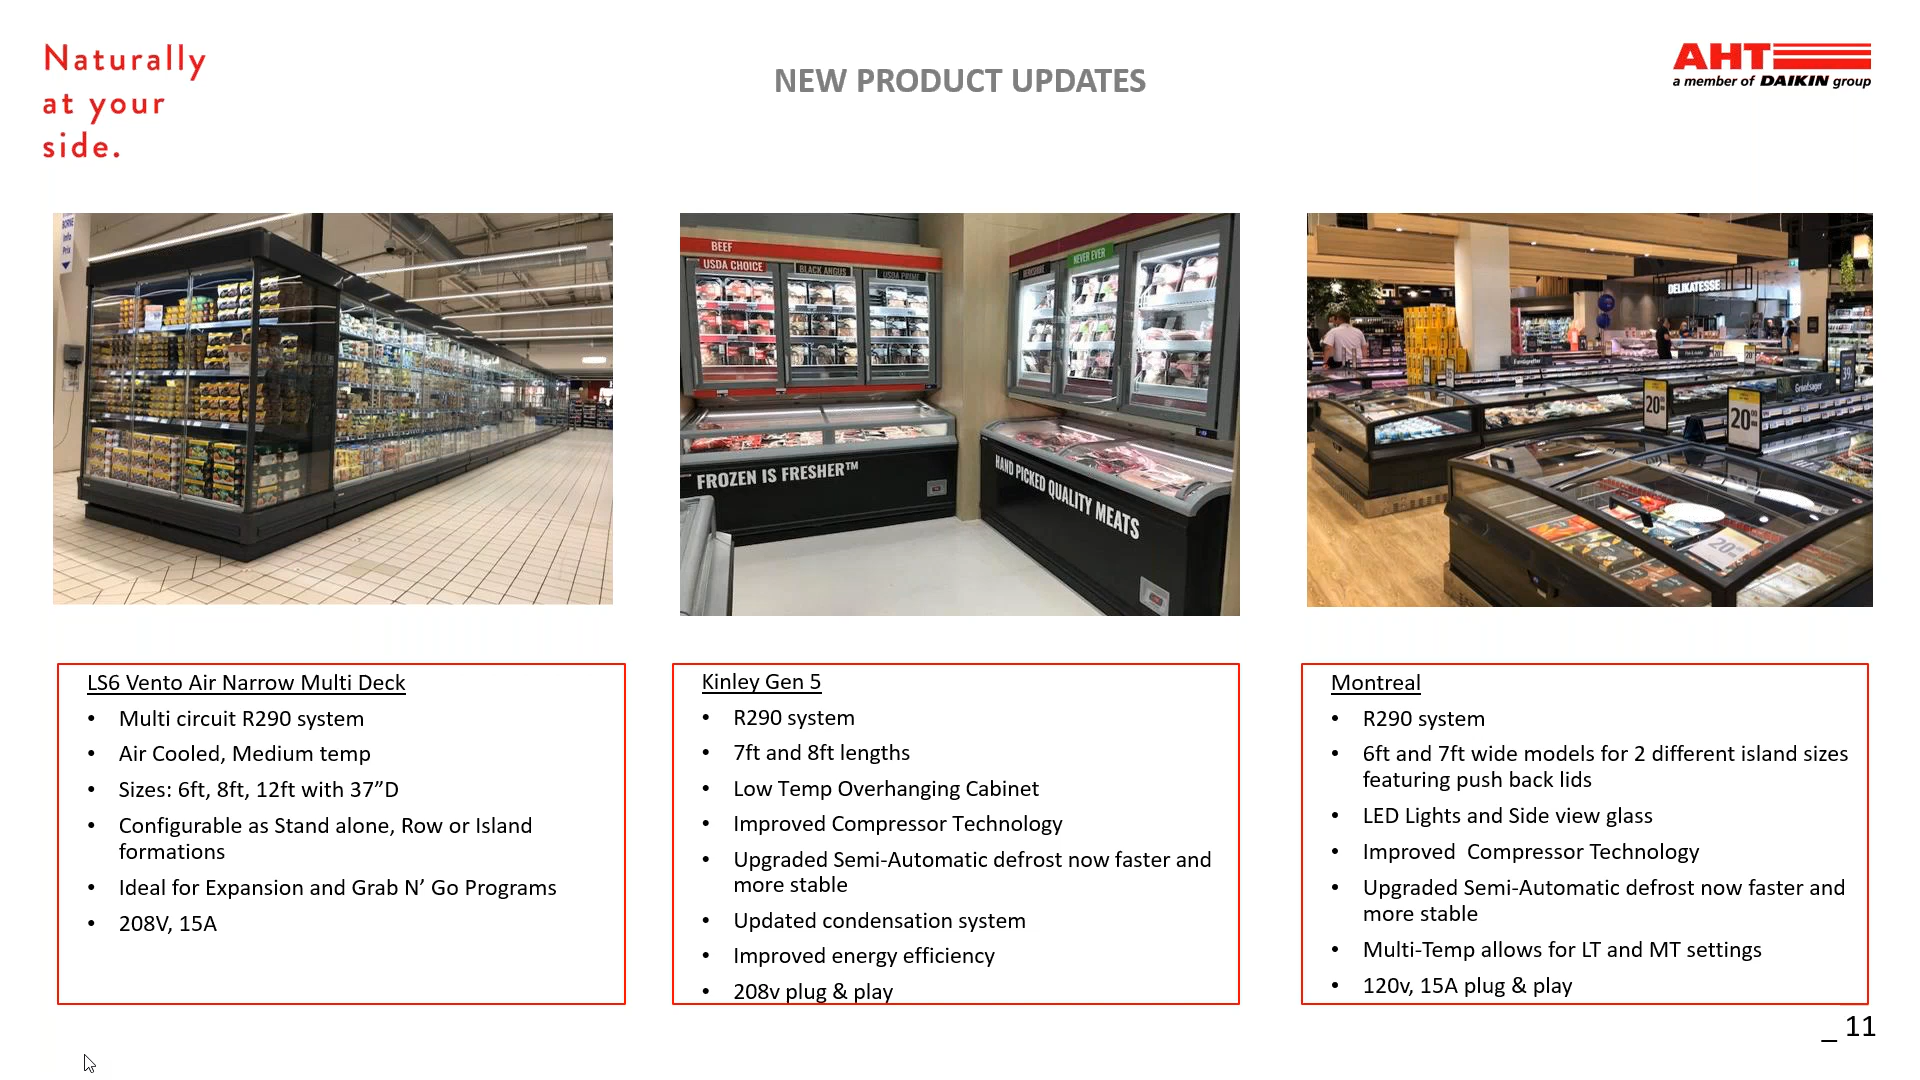 Naturally
at your
side.
NEW PRODUCT UPDATES
AHT
a member of DAIKIN group
BEEF
USDA CHOICE
BLACK ANGUS
USDA PRIME
BERKSHIRE
NEVER EVER
FROZEN IS FRESHER™
HAND PICKED QUALITY MEATS
DELIKATESSE
20
20
20
LS6 Vento Air Narrow Multi Deck
• Multi circuit R290 system
• Air Cooled, Medium temp
• Sizes: 6ft, 8ft, 12ft with 37”D
• Configurable as Stand alone, Row or Island
formations
• Ideal for Expansion and Grab N’ Go Programs
• 208V, 15A
Kinley Gen 5
• R290 system
• 7ft and 8ft lengths
• Low Temp Overhanging Cabinet
• Improved Compressor Technology
• Upgraded Semi-Automatic defrost now faster and
more stable
• Updated condensation system
• Improved energy efficiency
• 208v plug & play
Montreal
• R290 system
• 6ft and 7ft wide models for 2 different island sizes
featuring push back lids
• LED Lights and Side view glass
• Improved  Compressor Technology
• Upgraded Semi-Automatic defrost now faster and
more stable
• Multi-Temp allows for LT and MT settings
• 120v, 15A plug & play
_ 11